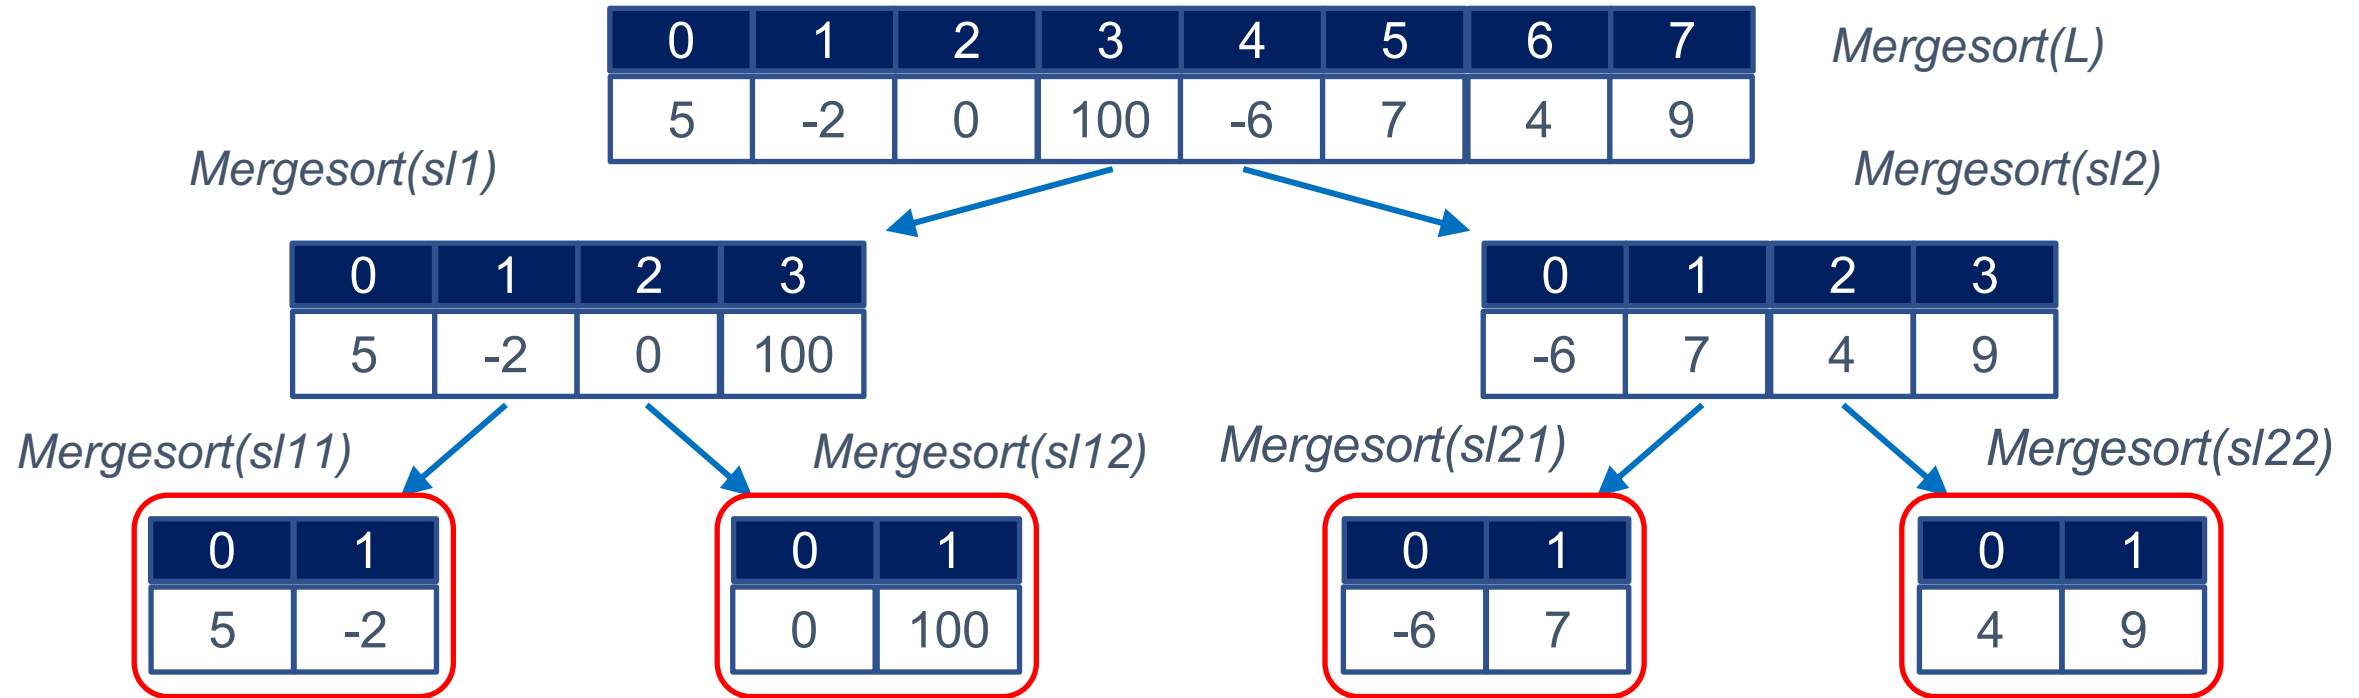 0 1 2 3 4 5 6 7
Mergesort(L)
5 -2 0 100 -6 7 4 9
Mergesort(sl1)
Mergesort(sl2)
0 1 2 3
0 1 2 3
5 -2 0 100
-6 7 4 9
Mergesort(sl11)
Mergesort(sl12)
Mergesort(sl21)
Mergesort(sl22)
0 1
0 1
0 1
0 1
5 -2
0 100
-6 7
4 9